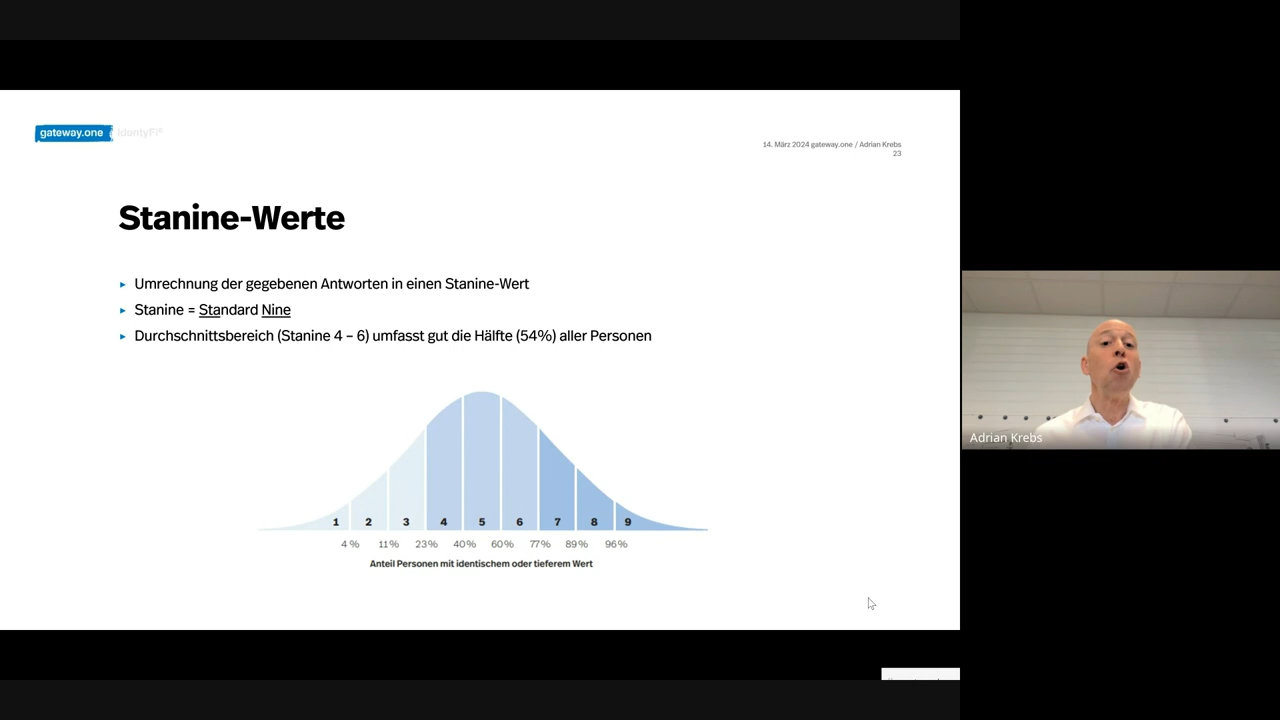 gateway.one IdentyFiF
14. März 2024 gateway.one / Adrian Krebs
23
Stanine-Werte
▸ Umrechnung der gegebenen Antworten in einen Stanine-Wert
▸ Stanine = Standard Nine
▸ Durchschnittsbereich (Stanine 4 – 6) umfasst gut die Hälfte (54%) aller Personen
1 2 3 4 5 6 7 8 9
4 % 11% 23% 40% 60% 77% 89% 96%
Anteil Personen mit identischem oder tieferem Wert
Adrian Krebs